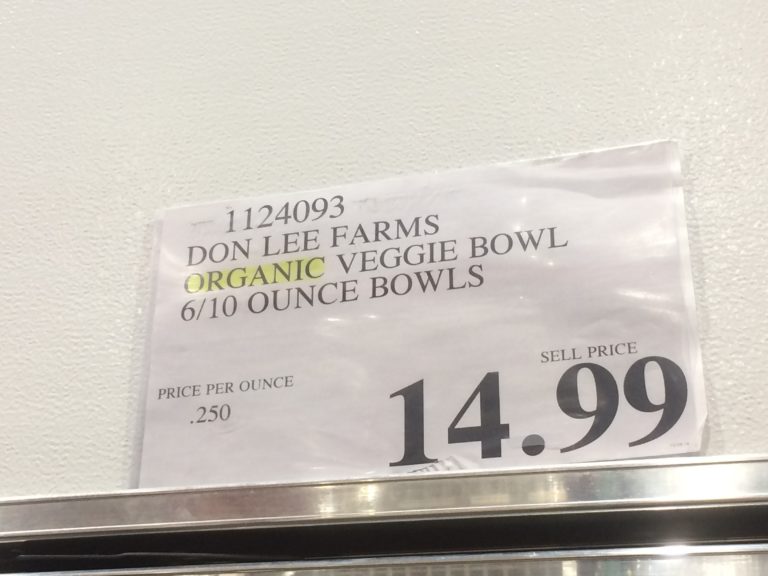 1124093
DON LEE FARMS
ORGANIC VEGGIE BOWL
6/10 OUNCE BOWLS
SELL PRICE
PRICE PER OUNCE
14.99
.250